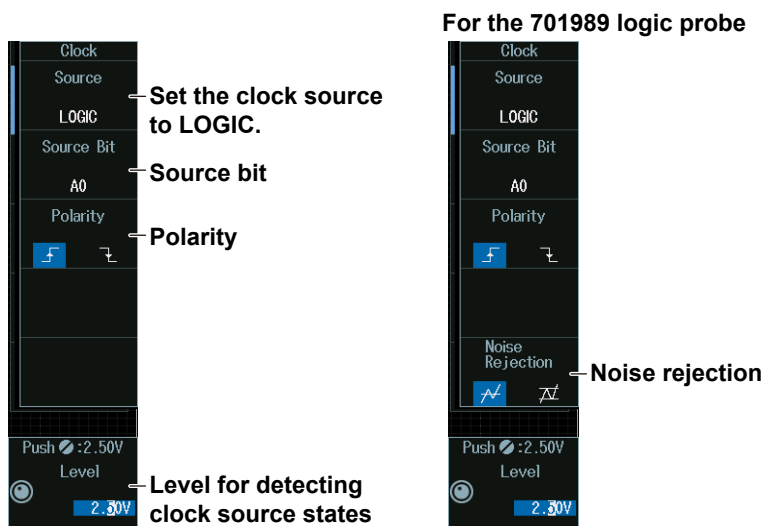 For the 701989 logic probe
Clock
Source
LOGIC
Source Bit
A0
Polarity
Push :2.50V
Level
2.50V
Set the clock source
to LOGIC.
Source bit
Polarity
Level for detecting
clock source states
Clock
Source
LOGIC
Source Bit
A0
Polarity
Noise
Rejection
Push :2.50V
Level
2.50V
Noise rejection